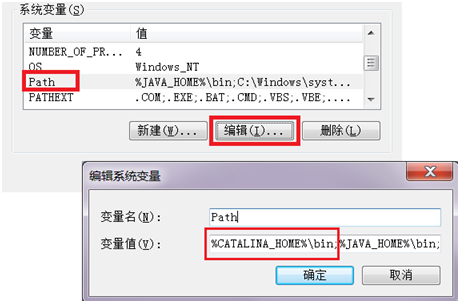 系统变量(S)
变量 值
NUMBER_OF_PR... 4
OS Windows_NT
Path %JAVA_HOME%\bin;C:\Windows\syst...
PATHEXT .COM;.EXE;.BAT;.CMD;.VBS;.VBE;....
新建(W)... 编辑(I)... 删除(L)
编辑系统变量
变量名(N): Path
变量值(V): %CATALINA_HOME%\bin;%JAVA_HOME%\bin;
确定 取消